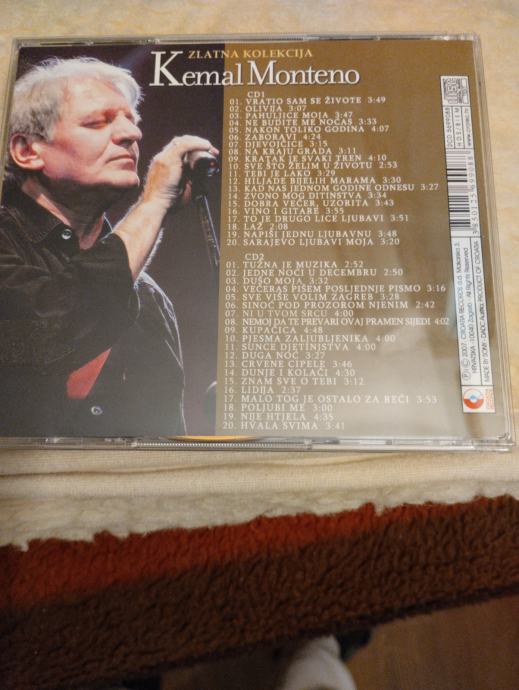 ZLATNA KOLEKCIJA
Kemal Monteno
CD1
01. VRATIO SAM SE ŽIVOTE 3:49
02. OLIVIJA 3:07
03. PAHULJICE MOJA 3:47
04. NE BUDITE ME NOĆAS 3:33
05. NAKON TOLIKO GODINA 4:07
06. ZABORAVI 4:24
07. DJEVOJČICE 3:15
08. NA KRAJU GRADA 3:11
09. KRATAK JE SVAKI TREN 4:10
10. SVE ŠTO ŽELIM U ŽIVOTU 2:53
11. TEBI JE LAKO 3:29
12. HILJADE BIJELIH MARAMA 3:30
13. KAD NAS JEDNOM GODINE ODNESU 3:27
14. ZVONO MOG DJETINSTVA 3:34
15. DOBRA VEČER, UZORITA 3:43
16. VINO I GITARE 3:55
17. TO JE DRUGO LICE LJUBAVI 3:51
18. LAŽ 2:08
19. NAPIŠI JEDNU LJUBAVNU 3:48
20. SARAJEVO LJUBAVI MOJA 3:20
CD2
01. TUŽNA JE MUZIKA 2:52
02. JEDNE NOĆI U DECEMBRU 2:50
03. DUŠO MOJA 3:32
04. VEČERAS PIŠEM POSLJEDNJE PISMO 3:16
05. SVE VIŠE VOLIM ZAGREB 3:28
06. SINOĆ POD PROZOROM NJENIM 2:42
07. NI U TVOM SRCU 4:00
08. NEMOJ DA TE PREVARI OVAJ PRAMEN SIJEDI 4:02
09. KUPAČICA 4:48
10. PJESMA ZALJUBLJENIKA 4:00
11. SUNCE DJETINJSTVA 4:00
12. DUGA NOĆ 3:27
13. CRVENE CIPELE 3:46
14. DUNJE I KOLAČI 4:30
15. ZNAM SVE O TEBI 3:12
16. LIDIJA 2:37
17. MALO TOG JE OSTALO ZA REĆI 3:53
18. POLJUBI ME 3:00
19. NIJE HTJELA 4:35
20. HVALA SVIMA 3:41